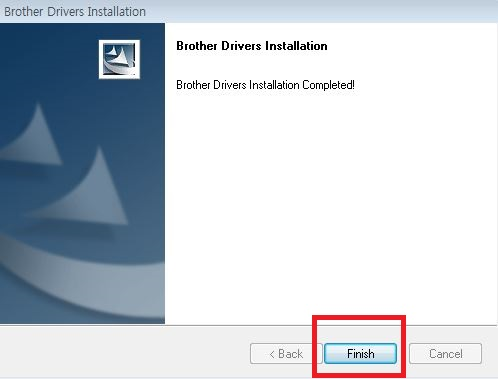 Brother Drivers Installation
Brother Drivers Installation
Brother Drivers Installation Completed!
< Back Finish Cancel